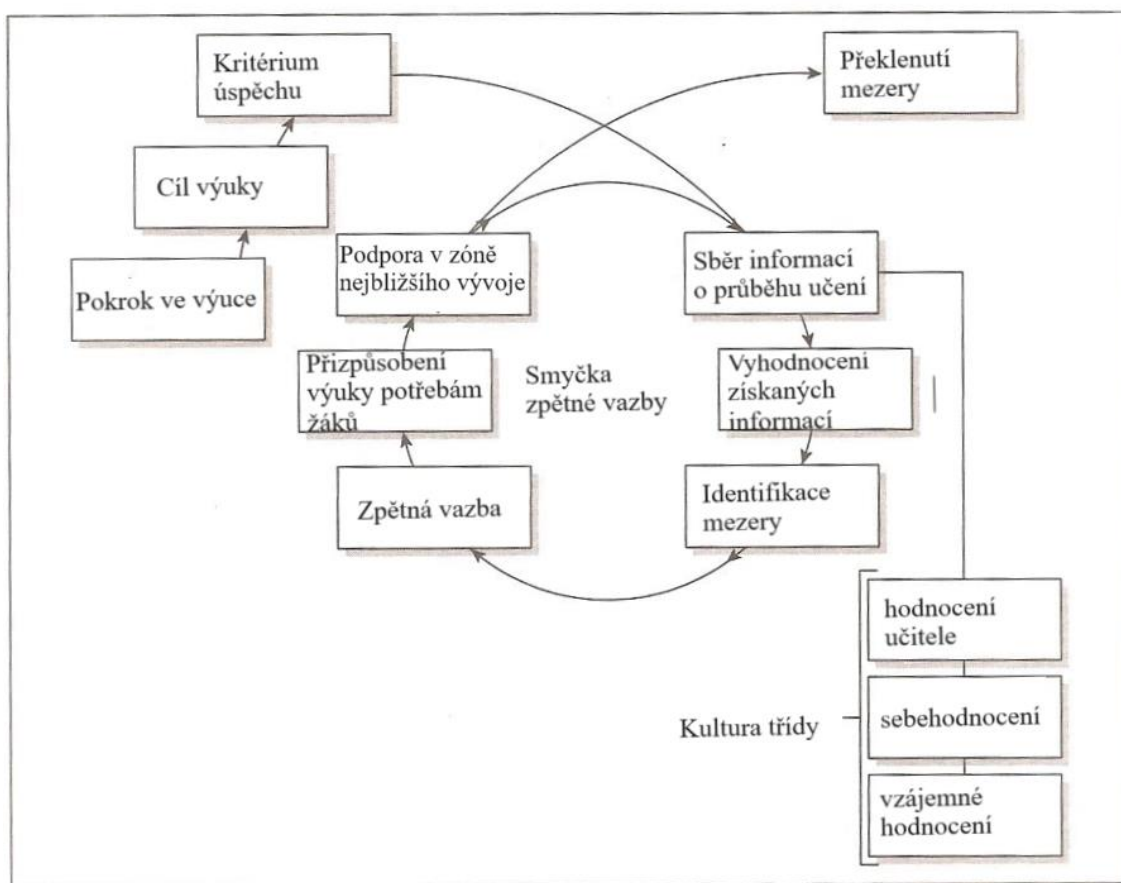 Kritérium
úspěchu
Překlenutí
mezery
Cíl výuky
Pokrok ve výuce
Podpora v zóně
nejbližšího vývoje
Sběr informací
o průběhu učení
Přizpůsobení
výuky potřebám
žáků
Smyčka
zpětné vazby
Vyhodnoceni
získaných
informací
Zpětná vazba
Identifikace
mezery
hodnocení
učitele
Kultura třídy
sebehodnocení
vzájemné
hodnocení